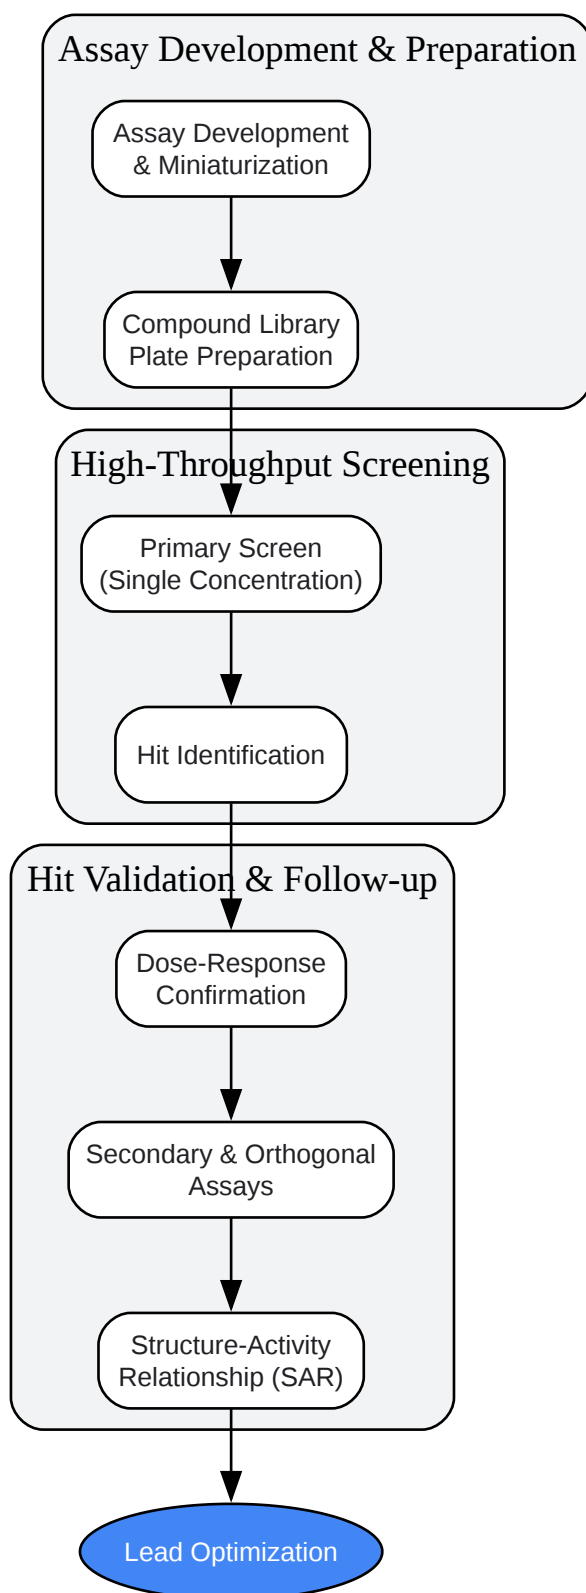 Assay Development & Preparation
Assay Development
& Miniaturization
Compound Library
Plate Preparation
High-Throughput Screening
Primary Screen
(Single Concentration)
Hit Identification
Hit Validation & Follow-up
Dose-Response
Confirmation
Secondary & Orthogonal
Assays
Structure-Activity
Relationship (SAR)
Lead Optimization